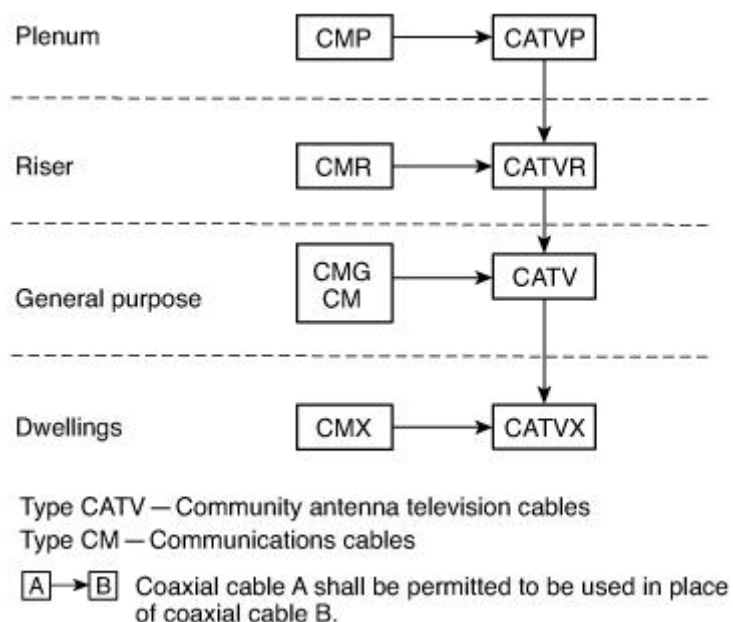 Plenum CMP CATVP
Riser CMR CATVR
General purpose CMG CM CATV
Dwellings CMX CATVX
Type CATV — Community antenna television cables
Type CM — Communications cables
A B Coaxial cable A shall be permitted to be used in place
of coaxial cable B.